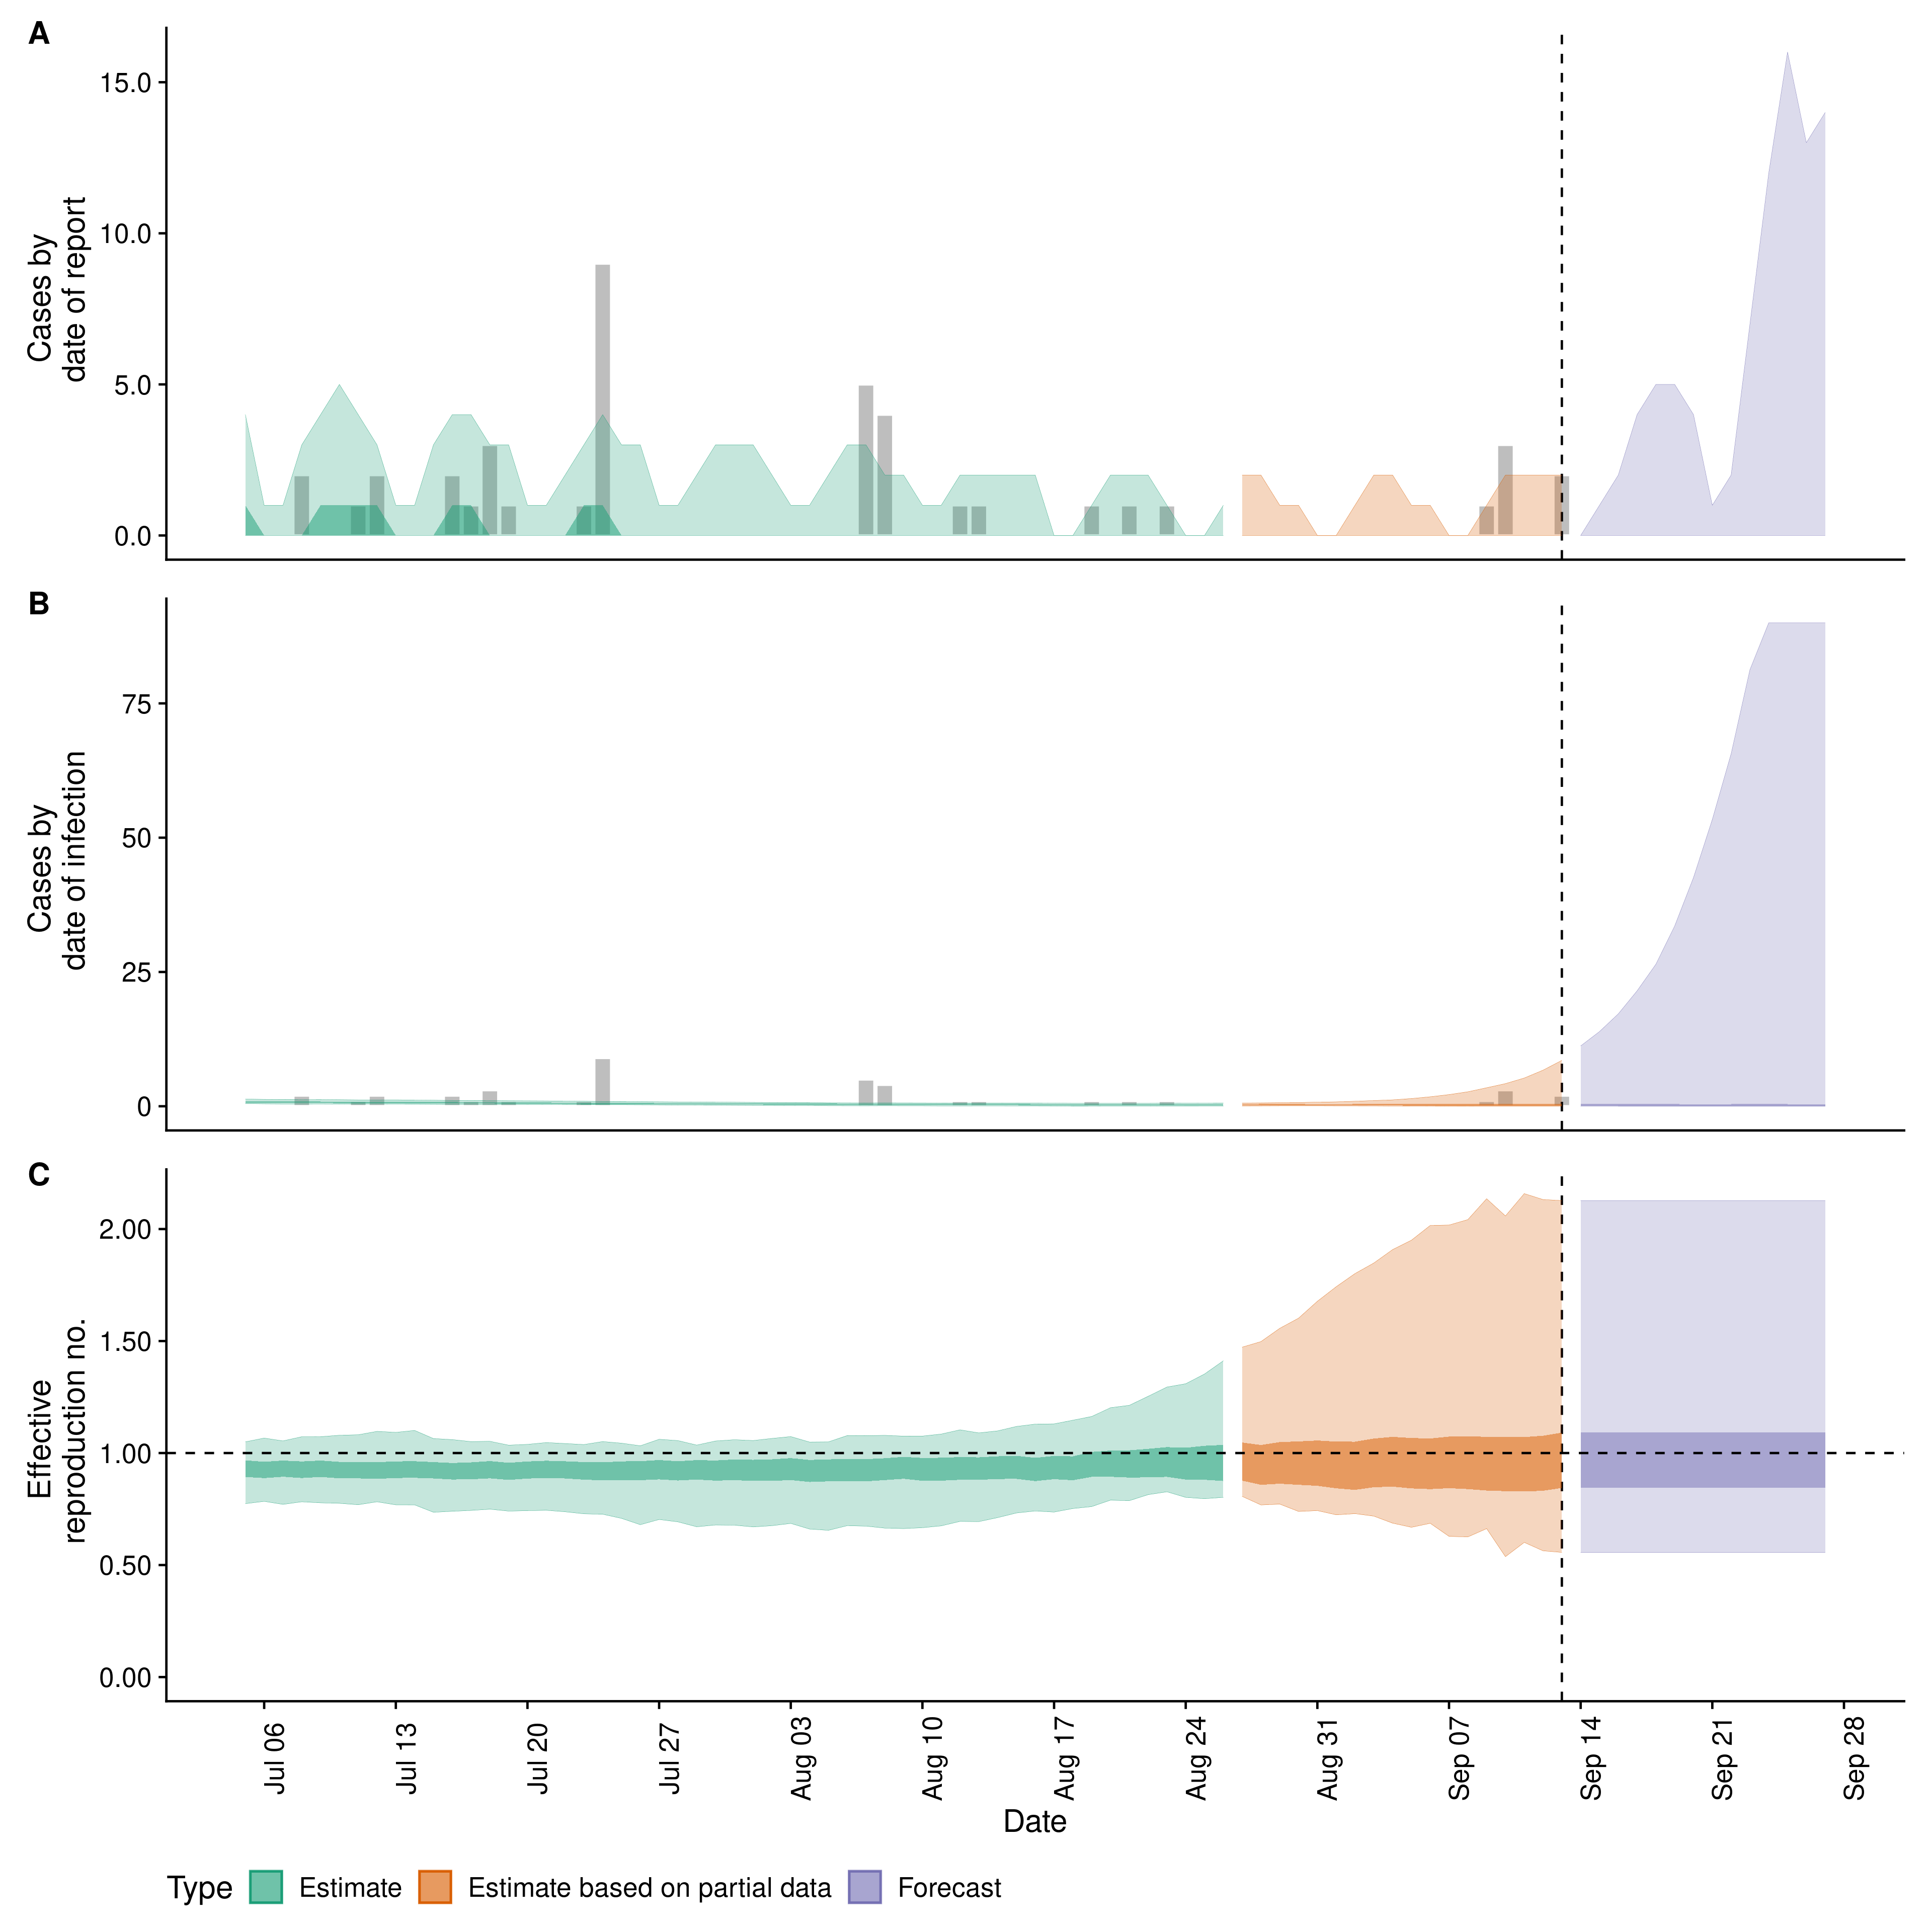 A
Cases by
date of report
15.0
10.0
5.0
0.0
B
Cases by
date of infection
75
50
25
0
C
Effective
reproduction no.
2.00
1.50
1.00
0.50
0.00
Jul 06
Jul 13
Jul 20
Jul 27
Aug 03
Aug 10
Aug 17
Aug 24
Aug 31
Sep 07
Sep 14
Sep 21
Sep 28
Date
Type Estimate Estimate based on partial data Forecast